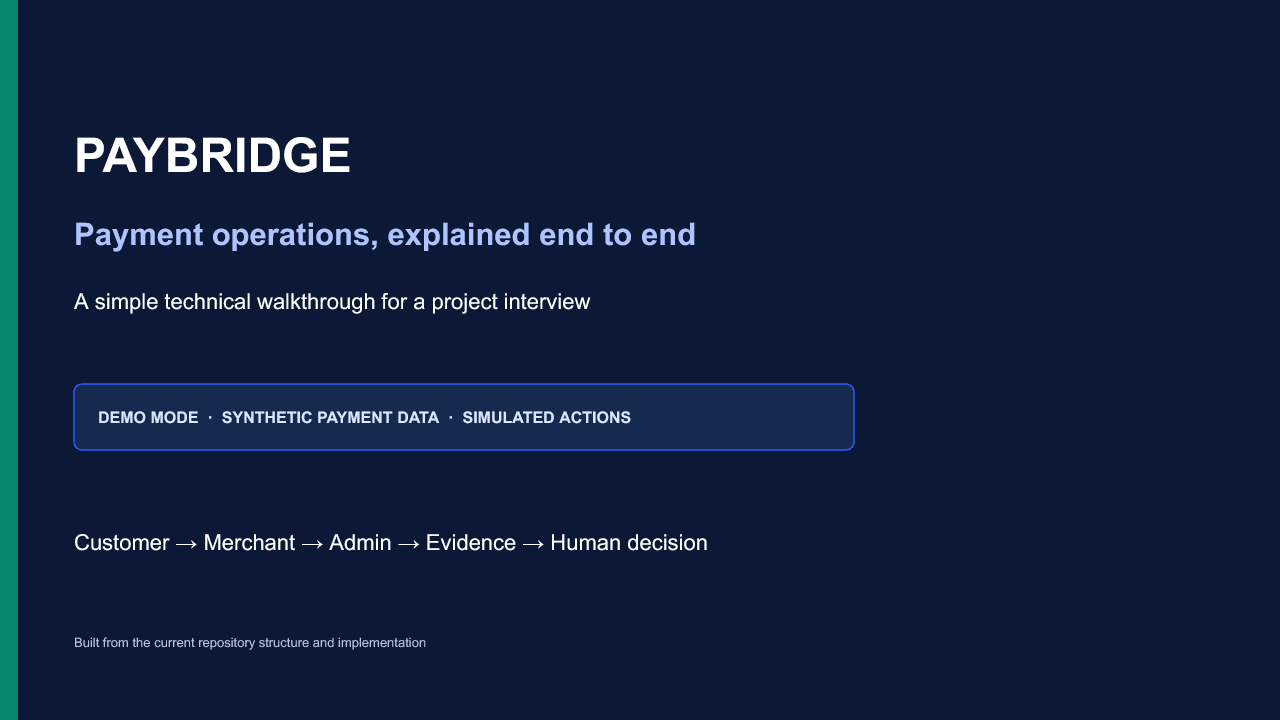 PAYBRIDGE
Payment operations, explained end to end
A simple technical walkthrough for a project interview
DEMO MODE · SYNTHETIC PAYMENT DATA · SIMULATED ACTIONS
Customer → Merchant → Admin → Evidence → Human decision
Built from the current repository structure and implementation